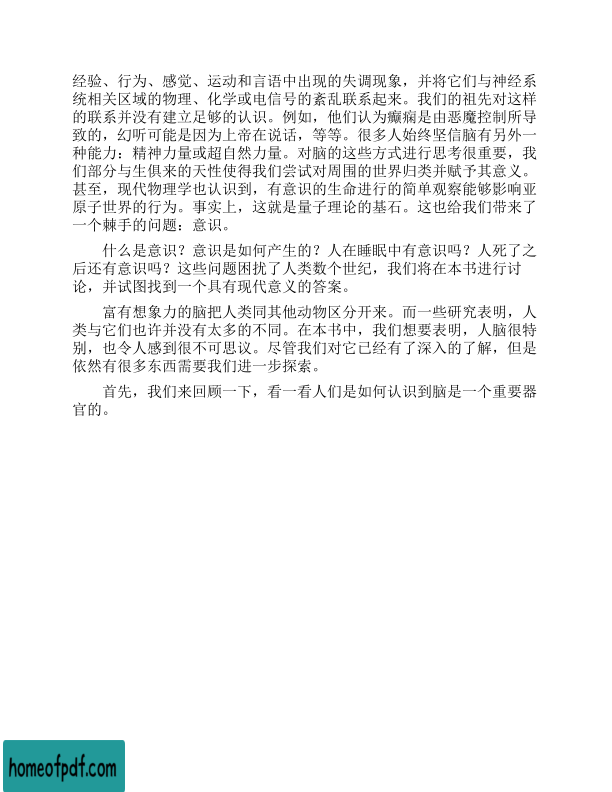 经验、行为、感觉、运动和言语中出现的失调现象，并将它们与神经系
统相关区域的物理、化学或电信号的紊乱联系起来。我们的祖先对这样
的联系并没有建立足够的认识。例如，他们认为癫痫是由恶魔控制所导
致的，幻听可能是因为上帝在说话，等等。很多人始终坚信脑有另外一
种能力：精神力量或超自然力量。对脑的这些方式进行思考很重要，我
们部分与生俱来的天性使得我们尝试对周围的世界归类并赋予其意义。
甚至，现代物理学也认识到，有意识的生命进行的简单观察能够影响亚
原子世界的行为。事实上，这就是量子理论的基石。这也给我们带来了
一个棘手的问题：意识。
什么是意识？意识是如何产生的？人在睡眠中有意识吗？人死了之
后还有意识吗？这些问题困扰了人类数个世纪，我们将在本书进行讨
论，并试图找到一个具有现代意义的答案。
富有想象力的脑把人类同其他动物区分开来。而一些研究表明，人
类与它们也许并没有太多的不同。在本书中，我们想要表明，人脑很特
别，也令人感到很不可思议。尽管我们对它已经有了深入的了解，但是
依然有很多东西需要我们进一步探索。
首先，我们来回顾一下，看一看人们是如何认识到脑是一个重要器
官的。
homeofpdf.com